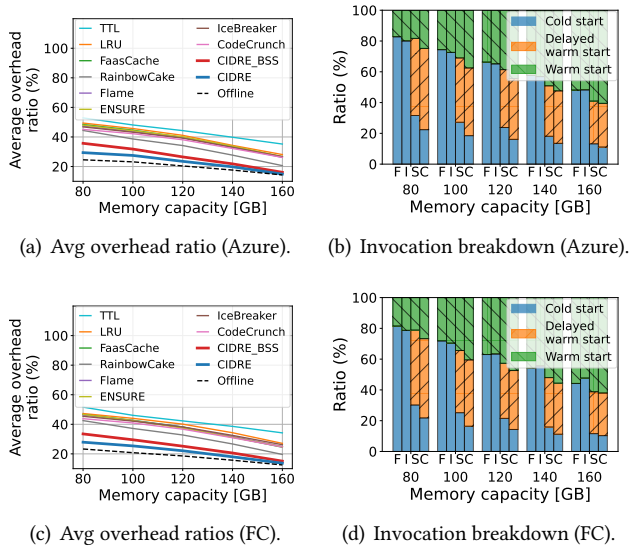 Average overhead
ratio (%)
100
80
60
40
20
TTL
LRU
FaasCache
RainbowCake
Flame
ENSURE
IceBreaker
CodeCrunch
CIDRE_BSS
CIDRE
Offline
80 100 120 140 160
Memory capacity [GB]
(a) Avg overhead ratio (Azure).
Ratio (%)
100
80
60
40
20
0
Cold start
Delayed
warm start
Warm start
F I S C F I S C F I S C F I S C F I S C
80 100 120 140 160
Memory capacity [GB]
(b) Invocation breakdown (Azure).
Average overhead
ratio (%)
100
80
60
40
20
TTL
LRU
FaasCache
RainbowCake
Flame
ENSURE
IceBreaker
CodeCrunch
CIDRE_BSS
CIDRE
Offline
80 100 120 140 160
Memory capacity [GB]
(c) Avg overhead ratios (FC).
Ratio (%)
100
80
60
40
20
0
Cold start
Delayed
warm start
Warm start
F I S C F I S C F I S C F I S C F I S C
80 100 120 140 160
Memory capacity [GB]
(d) Invocation breakdown (FC).